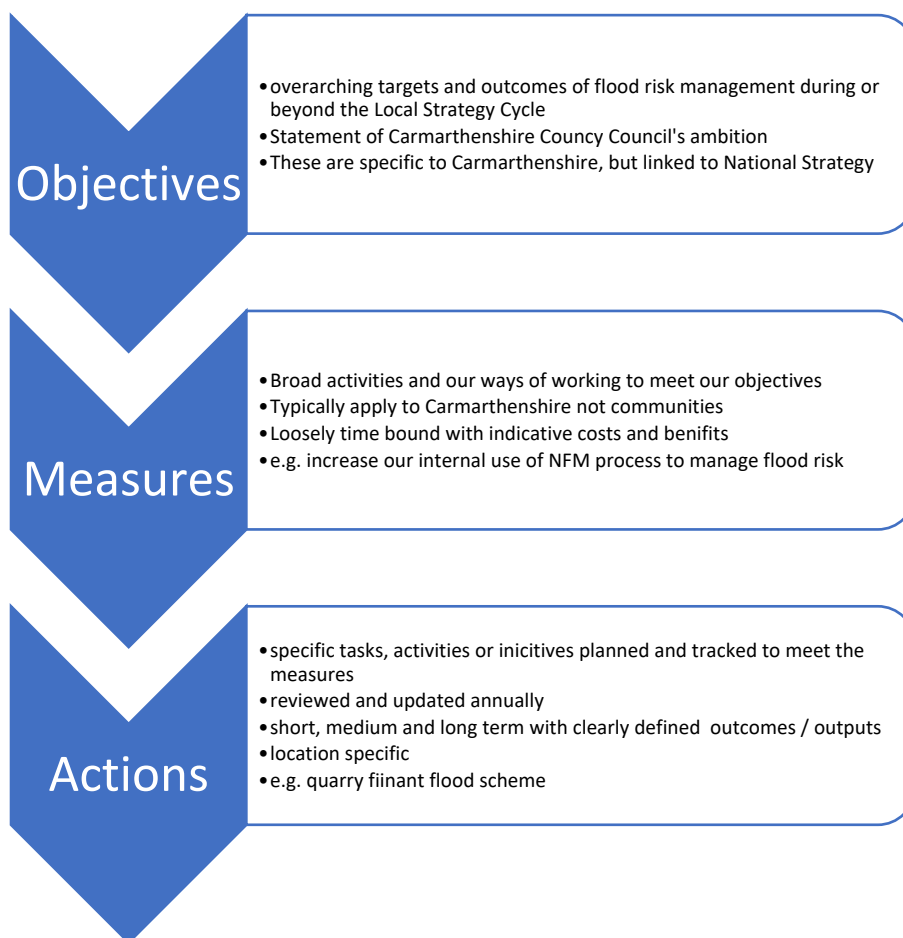 Objectives
•overarching targets and outcomes of flood risk management during or
beyond the Local Strategy Cycle
•Statement of Carmarthenshire Councy Council's ambition
•These are specific to Carmarthenshire, but linked to National Strategy
Measures
•Broad activities and our ways of working to meet our objectives
•Typically apply to Carmarthenshire not communities
•Loosely time bound with indicative costs and benifits
•e.g. increase our internal use of NFM process to manage flood risk
Actions
•specific tasks, activities or inicitives planned and tracked to meet the
measures
•reviewed and updated annually
•short, medium and long term with clearly defined  outcomes / outputs
•location specific
•e.g. quarry fiinant flood scheme